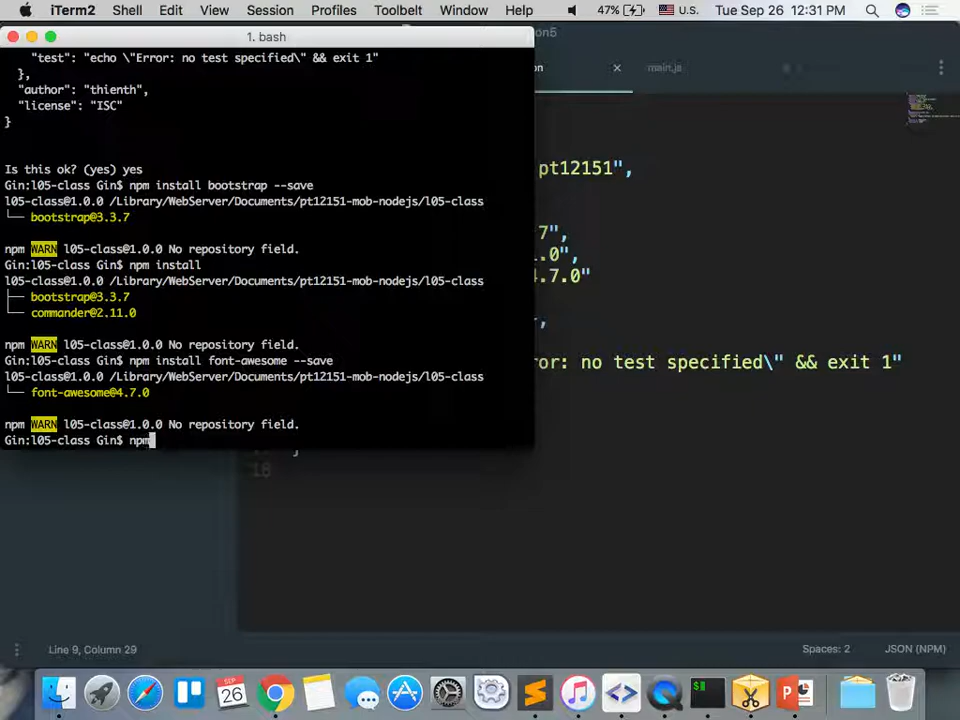 iTerm2 Shell Edit View Session Profiles Toolbelt Window Help 47% U.S. Tue Sep 26 12:31 PM
1. bash
"test": "echo \"Error: no test specified\" && exit 1"
},
"author": "thienth",
"license": "ISC"
}
Is this ok? (yes) yes
Gin:l05-class Gin$ npm install bootstrap --save
l05-class@1.0.0 /Library/WebServer/Documents/pt12151-mob-nodejs/l05-class
└── bootstrap@3.3.7
npm WARN l05-class@1.0.0 No repository field.
Gin:l05-class Gin$ npm install
l05-class@1.0.0 /Library/WebServer/Documents/pt12151-mob-nodejs/l05-class
├── bootstrap@3.3.7
└── commander@2.11.0
npm WARN l05-class@1.0.0 No repository field.
Gin:l05-class Gin$ npm install font-awesome --save
l05-class@1.0.0 /Library/WebServer/Documents/pt12151-mob-nodejs/l05-class
└── font-awesome@4.7.0
npm WARN l05-class@1.0.0 No repository field.
Gin:l05-class Gin$ npm
on5
on × main.js
pt12151",
7",
1.0",
4.7.0"
,
ror: no test specified\" && exit 1"
}
18
Line 9, Column 29 Spaces: 2 JSON (NPM)
SEP
26
$